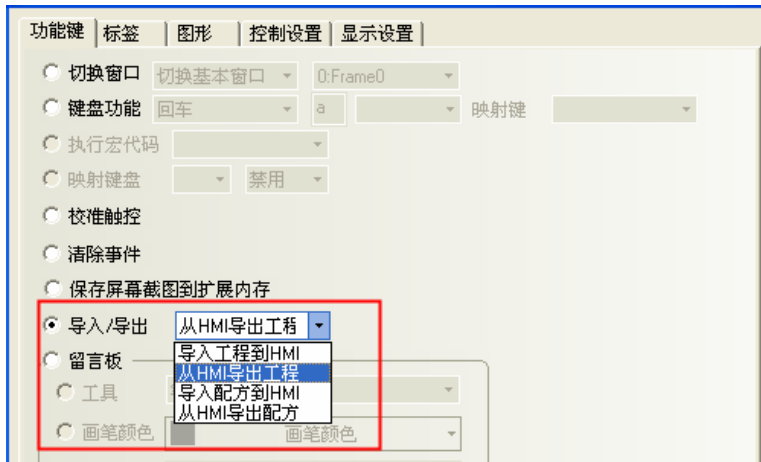 功能键 标签 图形 控制设置 显示设置
切换窗口 切换基本窗口 0:Frame0
键盘功能 回车 a 映射键
执行宏代码
映射键盘 禁用
校准触控
清除事件
保存屏幕截图到扩展内存
导入/导出 从HMI导出工程
留言板 导入工程到HMI
从HMI导出工程
工具 导入配方到HMI
从HMI导出配方
画笔颜色 画笔颜色